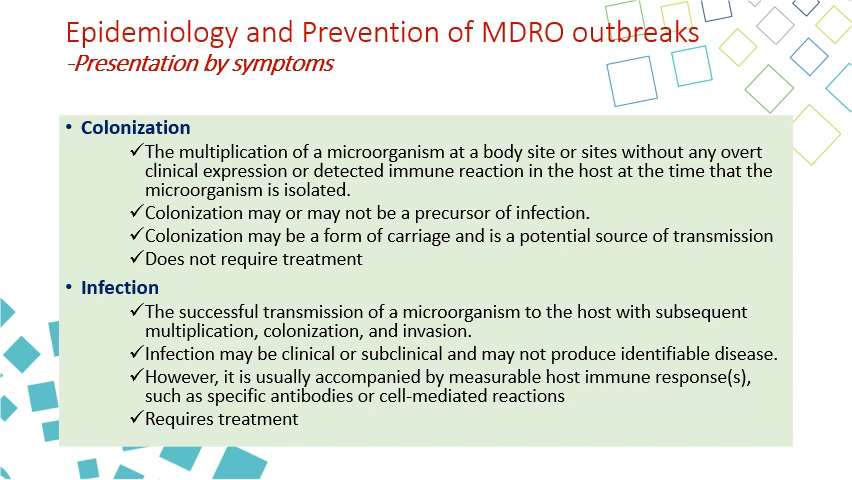 Epidemiology and Prevention of MDRO outbreaks
-Presentation by symptoms
• Colonization
✓The multiplication of a microorganism at a body site or sites without any overt
clinical expression or detected immune reaction in the host at the time that the
microorganism is isolated.
✓Colonization may or may not be a precursor of infection.
✓Colonization may be a form of carriage and is a potential source of transmission
✓Does not require treatment
• Infection
✓The successful transmission of a microorganism to the host with subsequent
multiplication, colonization, and invasion.
✓Infection may be clinical or subclinical and may not produce identifiable disease.
✓However, it is usually accompanied by measurable host immune response(s),
such as specific antibodies or cell-mediated reactions
✓Requires treatment